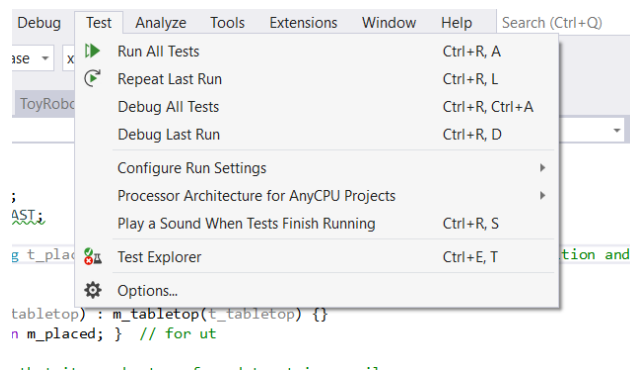 Debug Test Analyze Tools Extensions Window Help Search (Ctrl+Q)
Run All Tests Ctrl+R, A
ase x
Repeat Last Run Ctrl+R, L
ToyRobo Debug All Tests Ctrl+R, Ctrl+A
Debug Last Run Ctrl+R, D
Configure Run Settings
;
Processor Architecture for AnyCPU Projects
AST;
Play a Sound When Tests Finish Running Ctrl+R, S
g t_plac Test Explorer Ctrl+E, T tion and
Options...
tabletop) : m_tabletop(t_tabletop) {}
n m_placed; } // for ut